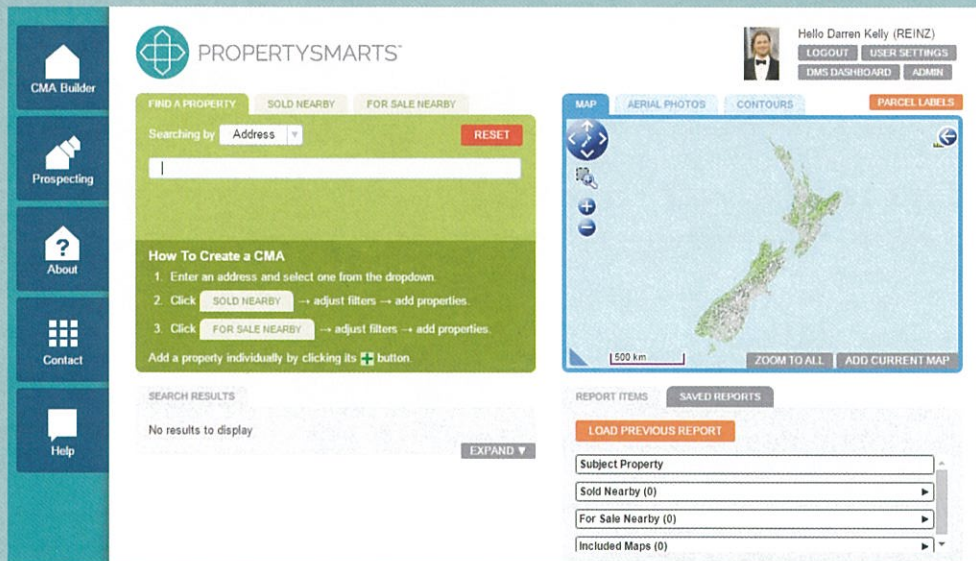 CMA Builder
Prospecting
?
About
Contact
Help
PROPERTYSMARTS™
Hello Darren Kelly (REINZ)
LOGOUT USER SETTINGS
DMS DASHBOARD ADMIN
FIND A PROPERTY SOLD NEARBY FOR SALE NEARBY
Searching by Address
RESET
How To Create a CMA
1. Enter an address and select one from the dropdown.
2. Click SOLD NEARBY → adjust filters → add properties.
3. Click FOR SALE NEARBY → adjust filters → add properties.
Add a property individually by clicking its + button.
SEARCH RESULTS
No results to display
EXPAND ▼
MAP AERIAL PHOTOS CONTOURS PARCEL LABELS
500 km
ZOOM TO ALL ADD CURRENT MAP
REPORT ITEMS SAVED REPORTS
LOAD PREVIOUS REPORT
Subject Property
Sold Nearby (0)
For Sale Nearby (0)
Included Maps (0)